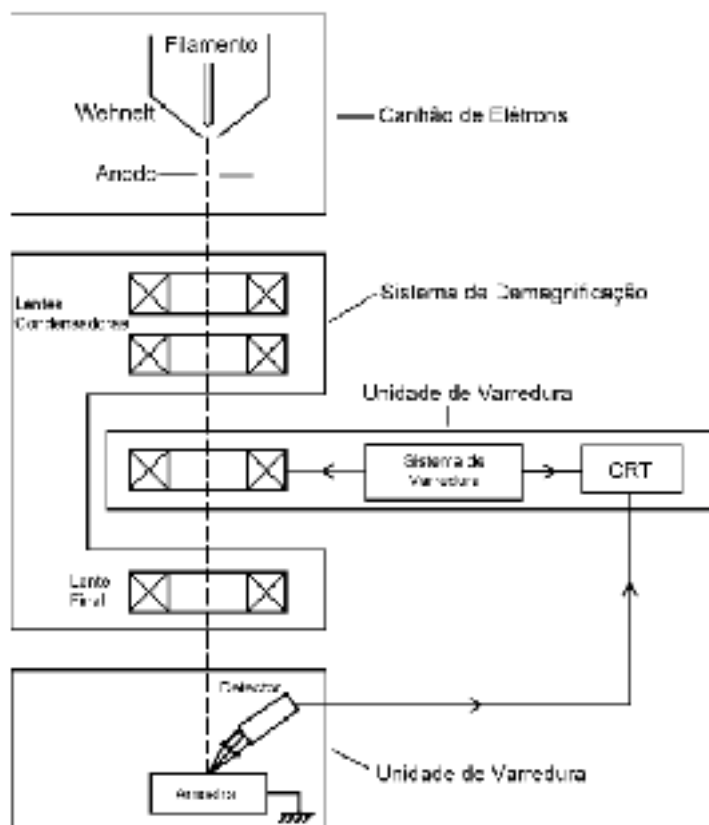 Filamento
Wehnelt
Canhão de Elétrons
Anodo
Lentes
Condensadoras
Sistema de Demagnificação
Unidade de Varredura
Sistema de
Varredura
CRT
Lente
Final
Detector
Amostra
Unidade de Varredura